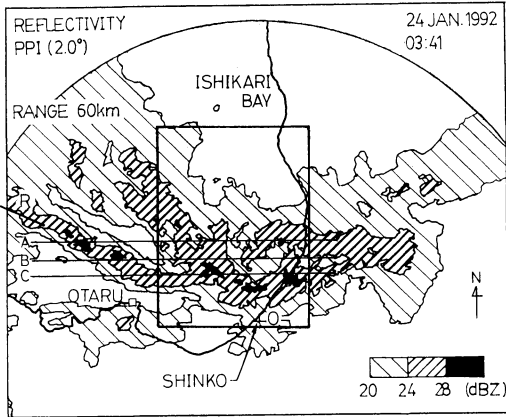 REFLECTIVITY
PPI (2.0°)
24 JAN. 1992
03:41
ISHIKARI
BAY
RANGE 60km
R
A
B
C
OTARU
O
N
SHINKO
20 24 28 (dBZ)